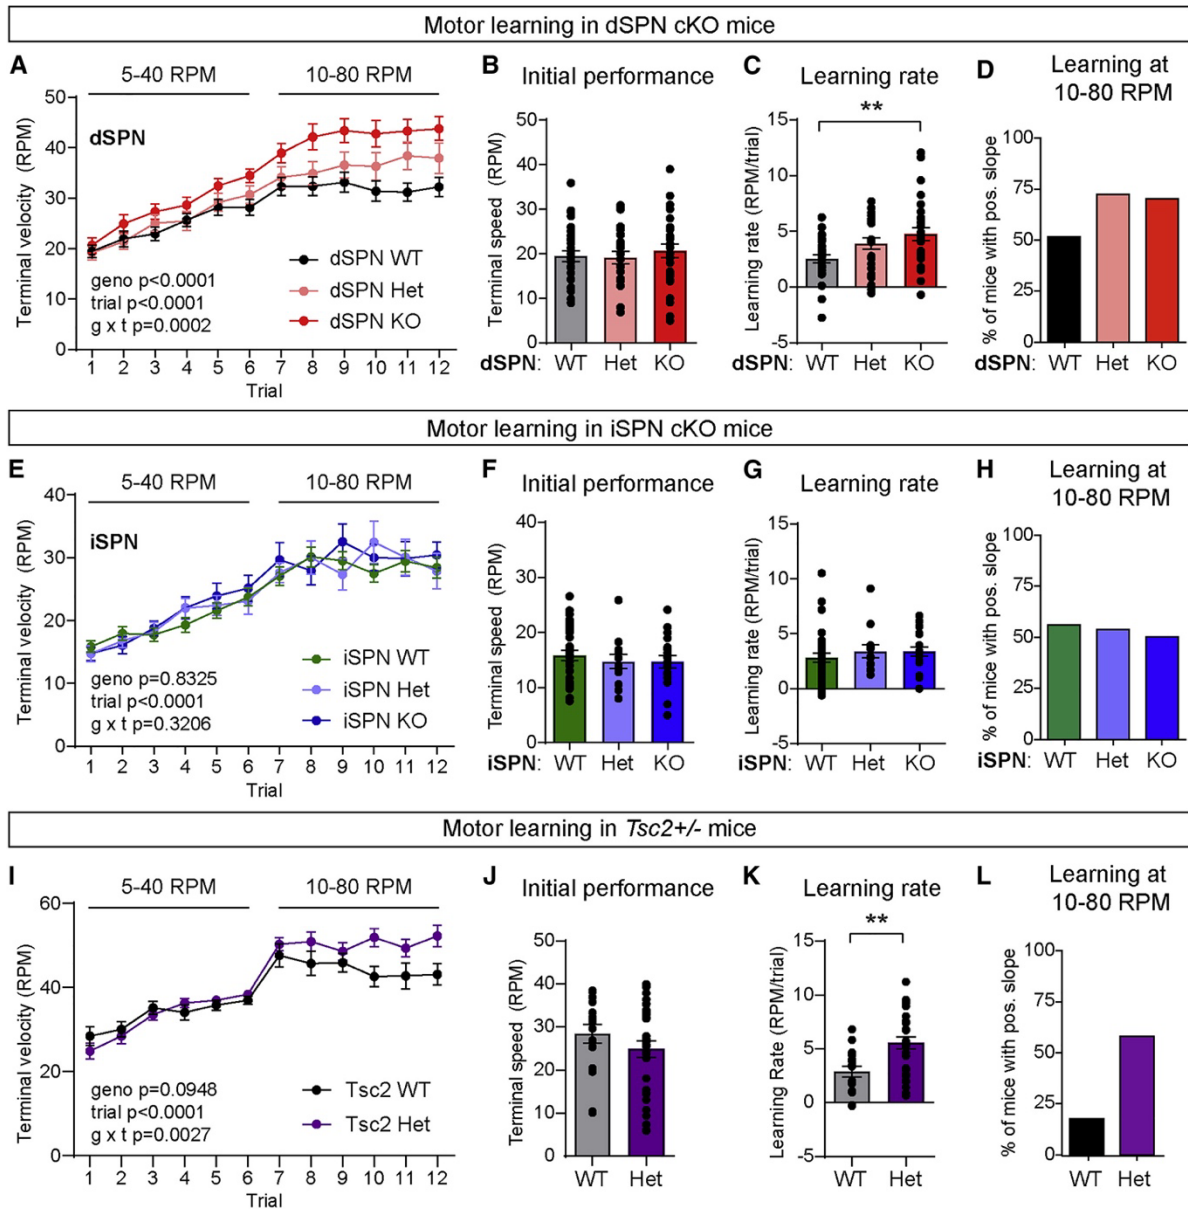 Motor learning in dSPN cKO mice
A
5-40 RPM
10-80 RPM
Terminal velocity (RPM)
50
40
30
20
10
0
dSPN
geno p<0.0001
trial p<0.0001
g x t p=0.0002
dSPN WT
dSPN Het
dSPN KO
1 2 3 4 5 6 7 8 9 10 11 12
Trial
B
Initial performance
Terminal speed (RPM)
50
40
30
20
10
0
dSPN: WT Het KO
C
Learning rate
**
Learning rate (RPM/trial)
15
10
5
0
-5
dSPN: WT Het KO
D
Learning at
10-80 RPM
% of mice with pos. slope
100
75
50
25
0
dSPN: WT Het KO
Motor learning in iSPN cKO mice
E
5-40 RPM
10-80 RPM
Terminal velocity (RPM)
40
30
20
10
0
iSPN
geno p=0.8325
trial p<0.0001
g x t p=0.3206
iSPN WT
iSPN Het
iSPN KO
1 2 3 4 5 6 7 8 9 10 11 12
Trial
F
Initial performance
Terminal speed (RPM)
40
30
20
10
0
iSPN: WT Het KO
G
Learning rate
Learning rate (RPM/trial)
15
10
5
0
-5
iSPN: WT Het KO
H
Learning at
10-80 RPM
% of mice with pos. slope
100
75
50
25
0
iSPN: WT Het KO
Motor learning in Tsc2+/- mice
I
5-40 RPM
10-80 RPM
Terminal velocity (RPM)
60
40
20
0
geno p=0.0948
trial p<0.0001
g x t p=0.0027
Tsc2 WT
Tsc2 Het
1 2 3 4 5 6 7 8 9 10 11 12
Trial
J
Initial performance
Terminal speed (RPM)
50
40
30
20
10
0
WT Het
K
Learning rate
**
Learning Rate (RPM/trial)
15
10
5
0
-5
WT Het
L
Learning at
10-80 RPM
% of mice with pos. slope
100
75
50
25
0
WT Het